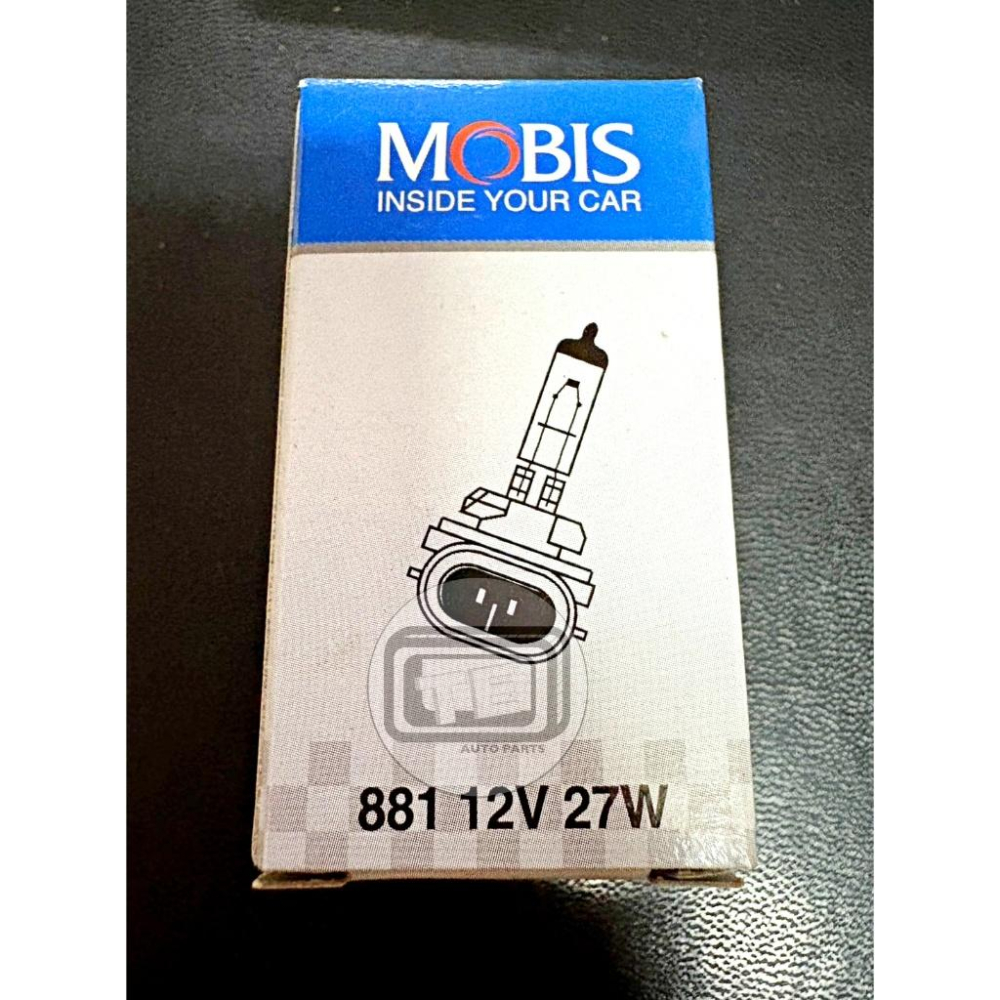 MOBIS
INSIDE YOUR CAR
AUTO PARTS
881 12V 27W